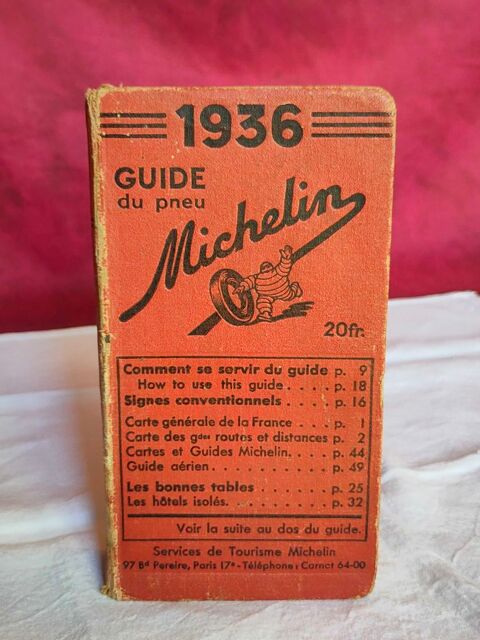 1936
GUIDE
du pneu
Michelin
20fr.
Comment se servir du guide p. 9
How to use this guide . . . . p. 18
Signes conventionnels . . . . p. 16
Carte générale de la France . p. 1
Carte des gdes routes et distances p. 2
Cartes et Guides Michelin. . . . p. 44
Guide aérien. . . . . . . . . . p. 49
Les bonnes tables . . . . . . . p. 25
Les hôtels isolés. . . . . . . . p. 32
Voir la suite au dos du guide.
Services de Tourisme Michelin
97 Bd Pereire, Paris 17e - Téléphone : Carnot 64-00